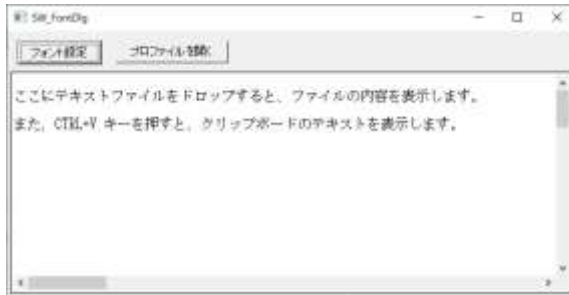 フォント設定
プロファイルを開く
ここにテキストファイルをドロップすると、ファイルの内容を表示します。
また、CTRL+V キーを押すと、クリップボードのテキストを表示します。